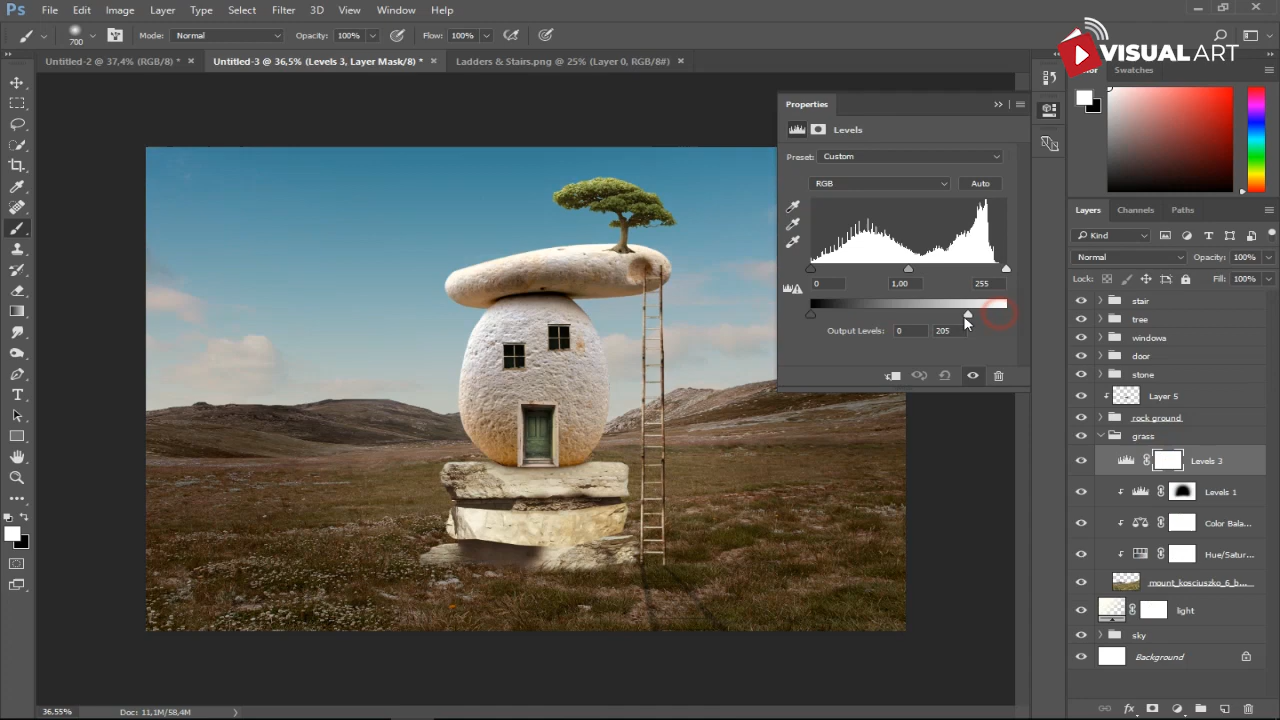 Ps File Edit Image Layer Type Select Filter 3D View Window Help
VISUALART
700 Mode: Normal Opacity: 100% Flow: 100%
Untitled-2 @ 37,4% (RGB/8) * × Untitled-3 @ 36,5% (Levels 3, Layer Mask/8) * × Ladders & Stairs.png @ 25% (Layer 0, RGB/8#) ×
Swatches
Properties
Levels
Preset: Custom
RGB Auto
0 1,00 255
Output Levels: 0 205
Layers Channels Paths
Kind
Normal Opacity: 100%
Lock: Fill: 100%
stair
tree
windowa
door
stone
Layer 5
rock ground
grass
Levels 3
Levels 1
Color Bala...
Hue/Satur...
mount_kosciuszko_6_b...
light
sky
Background
36.55% Doc: 11,1M/58,4M